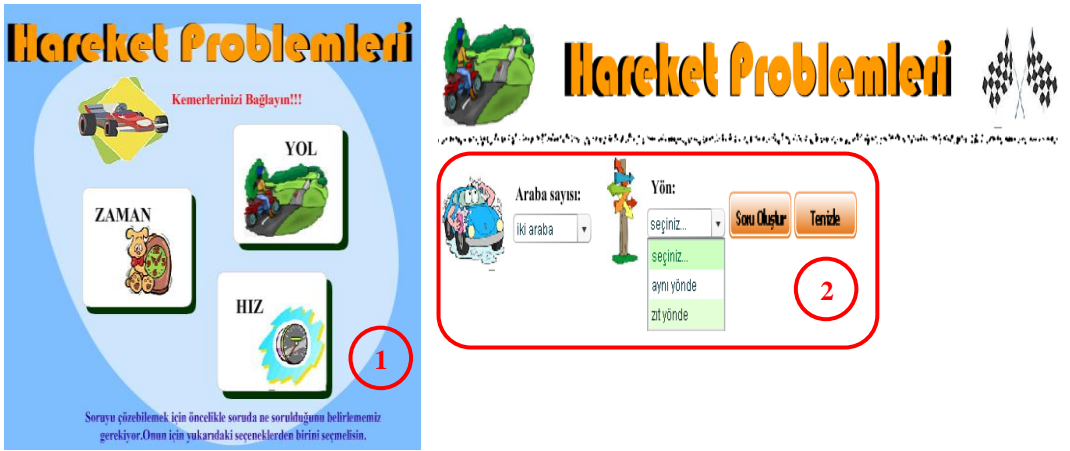 Hareket Problemleri
Kemerlerinizi Bağlayın!!!
YOL
ZAMAN
HIZ
1
Soruyu çözebilemek için öncelikle soruda ne sorulduğunu belirlememiz
gerekiyor.Onun için yukarıdaki seçeneklerden birini seçmelisin.
Hareket Problemleri
Araba sayısı:
iki araba
Yön:
seçiniz...
seçiniz...
aynı yönde
zıt yönde
Soru Oluştur
Temizle
2